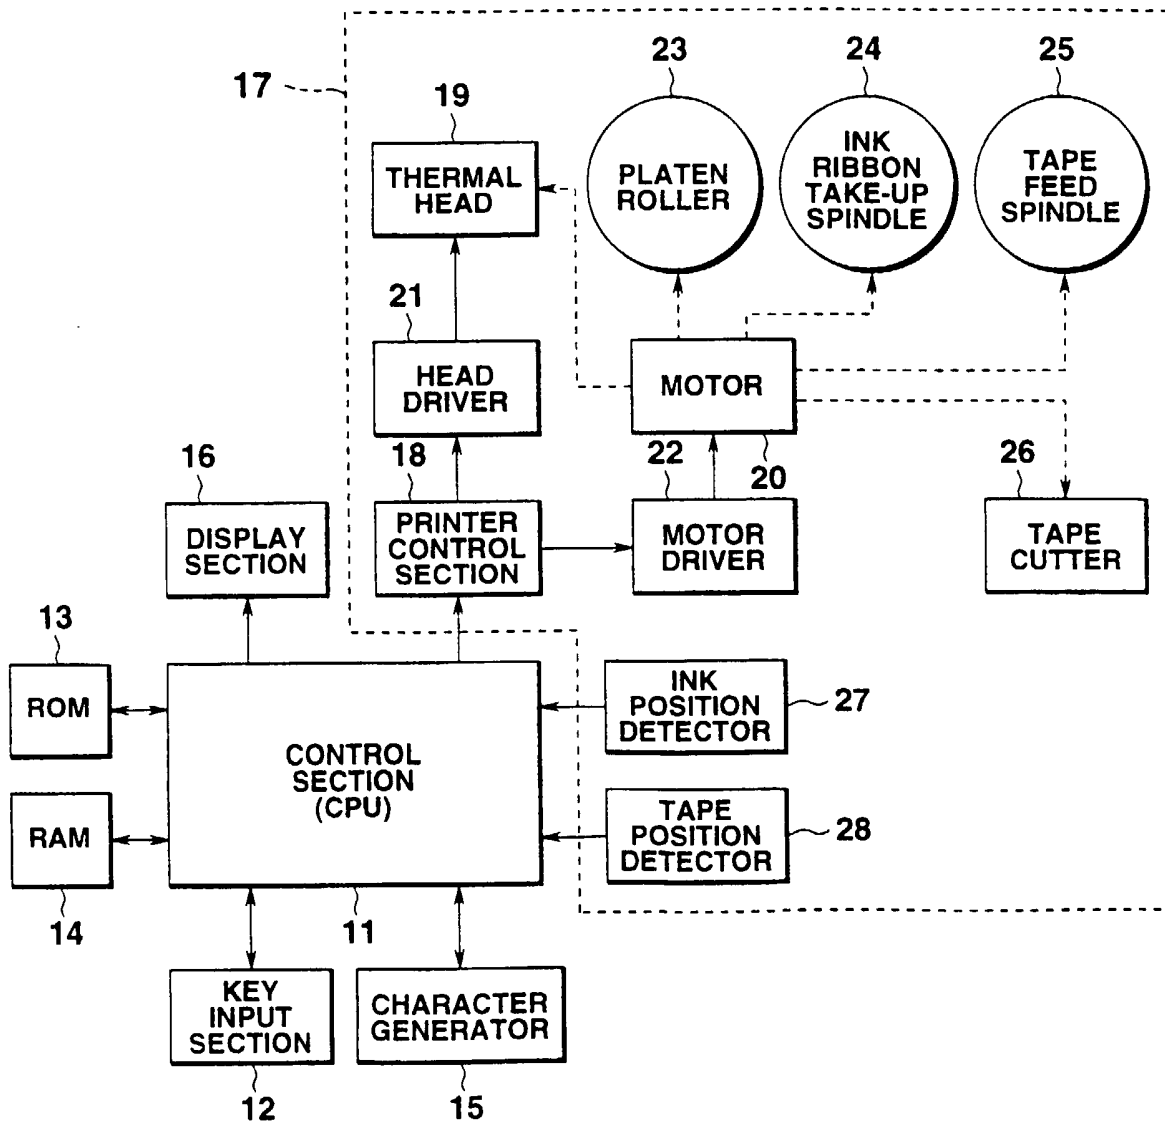 23
24
25
17
19
THERMAL
HEAD
PLATEN
ROLLER
INK
RIBBON
TAKE-UP
SPINDLE
TAPE
FEED
SPINDLE
21
HEAD
DRIVER
MOTOR
16
18
22
20
26
DISPLAY
SECTION
PRINTER
CONTROL
SECTION
MOTOR
DRIVER
TAPE
CUTTER
13
ROM
INK
POSITION
DETECTOR
27
CONTROL
SECTION
(CPU)
RAM
TAPE
POSITION
DETECTOR
28
14
11
KEY
INPUT
SECTION
CHARACTER
GENERATOR
12
15